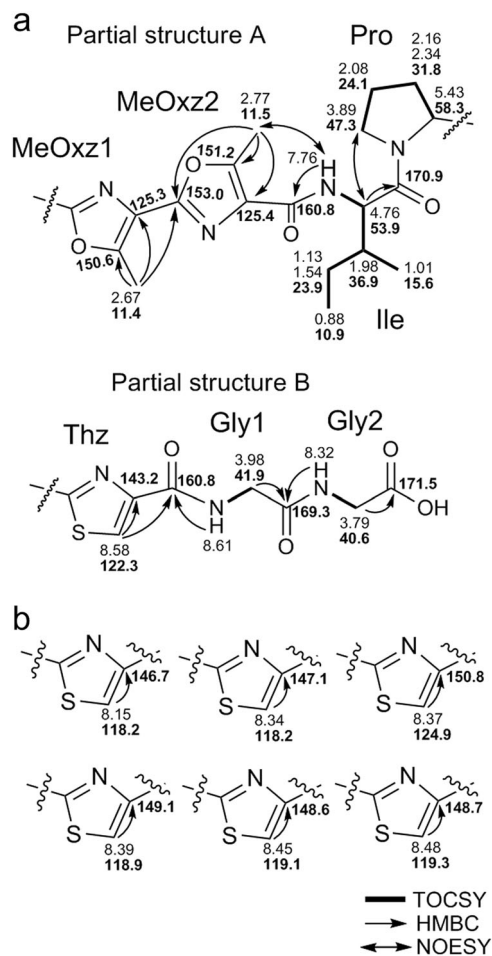 a
Partial structure A
Pro
2.16
2.34
31.8
2.08
24.1
MeOxz2
2.77
11.5
3.89
47.3
5.43
58.3
MeOxz1
7.76
N
H
N
170.9
O
151.2
O
153.0
N
125.3
N
125.4
160.8
O
4.76
53.9
O
150.6
2.67
11.4
1.13
1.54
23.9
1.98
36.9
1.01
15.6
0.88
10.9
Ile
Partial structure B
Thz
Gly1
Gly2
N
143.2
O
160.8
3.98
41.9
8.32
H
N
O
171.5
OH
S
8.58
122.3
N
H
8.61
169.3
O
3.79
40.6
b
N
146.7
S
8.15
118.2
N
147.1
S
8.34
118.2
N
150.8
S
8.37
124.9
N
149.1
S
8.39
118.9
N
148.6
S
8.45
119.1
N
148.7
S
8.48
119.3
TOCSY
HMBC
NOESY